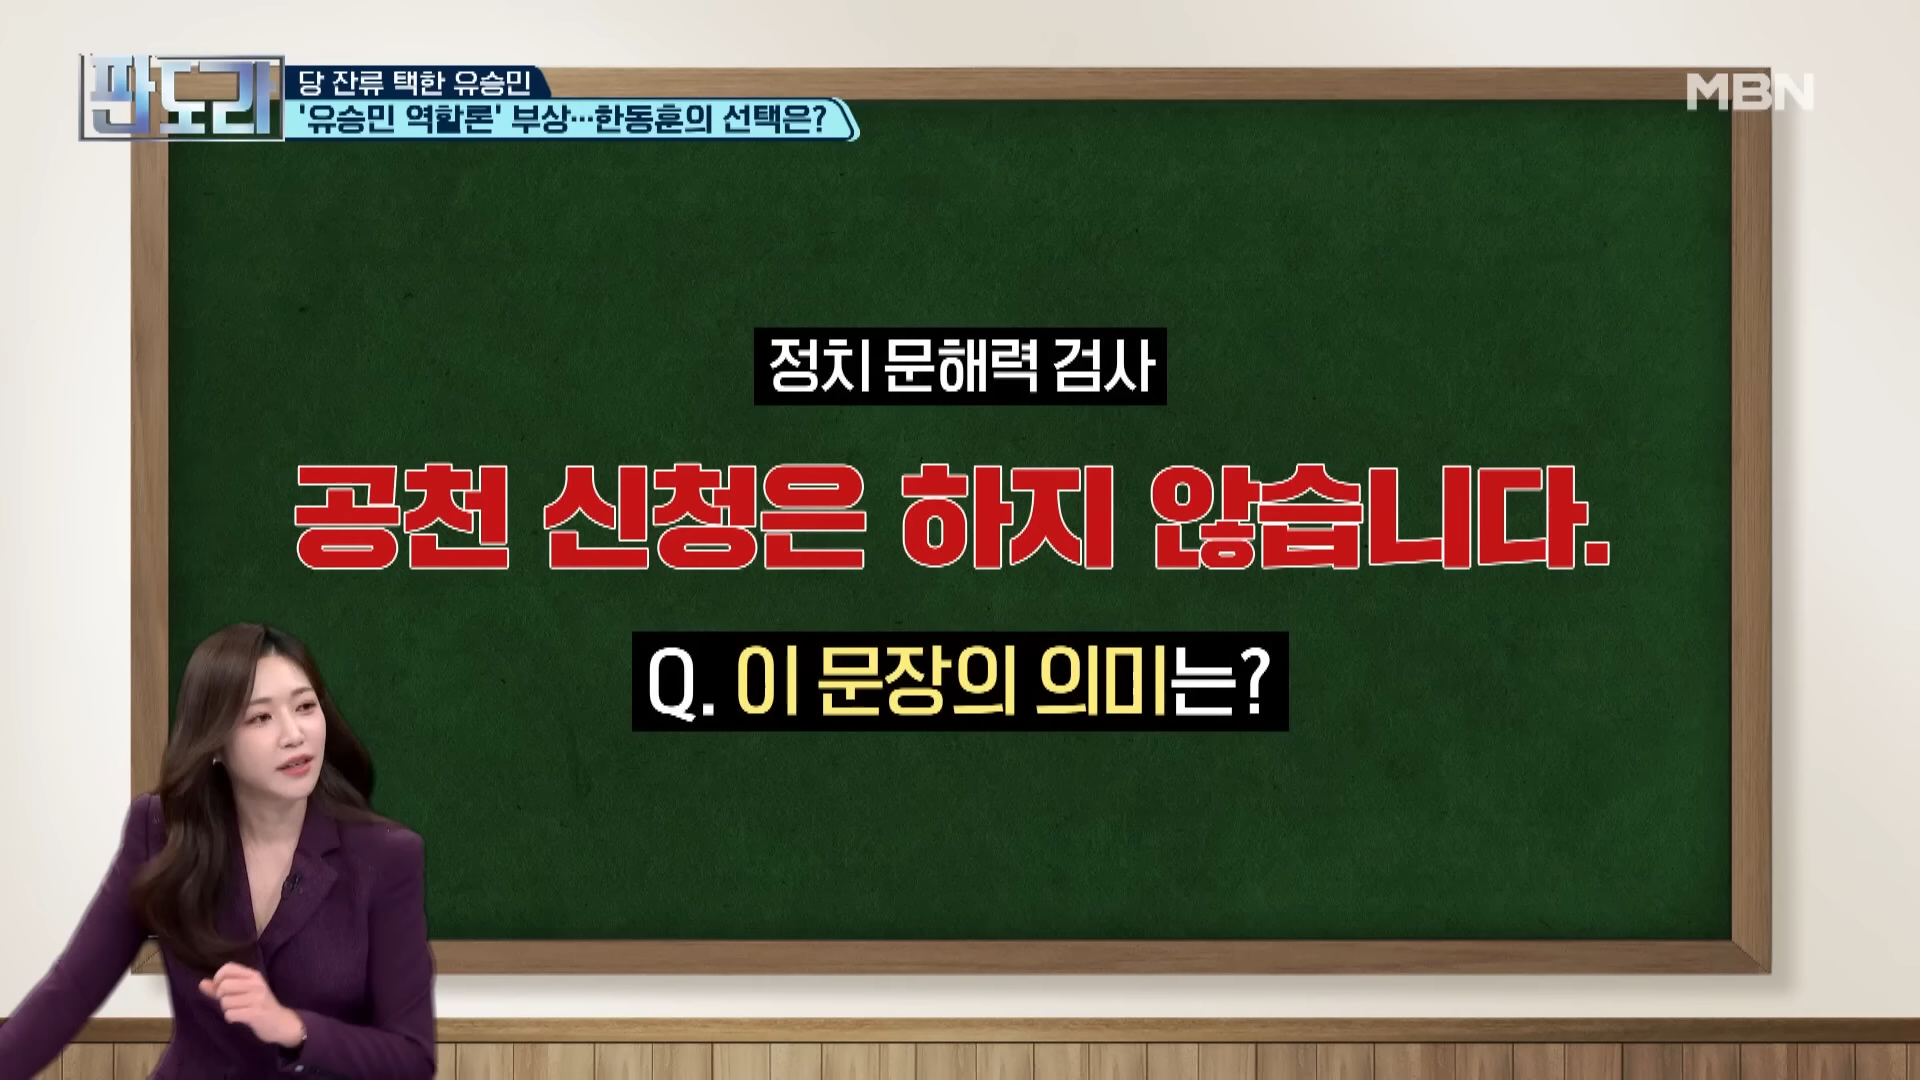 판도라
당 잔류 택한 유승민
'유승민 역할론' 부상…한동훈의 선택은?
MBN
정치 문해력 검사
공천 신청은 하지 않습니다.
Q. 이 문장의 의미는?